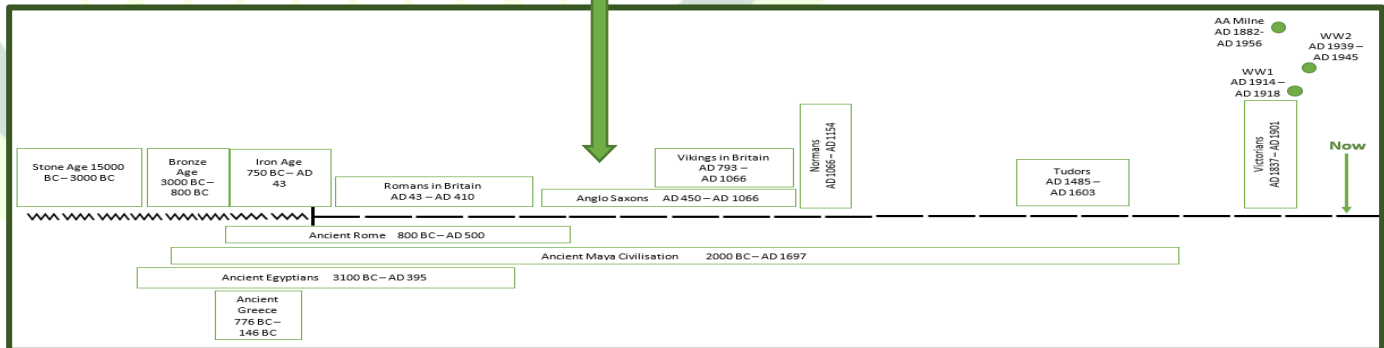 AA Milne
AD 1882-
AD 1956
WW2
AD 1939 –
AD 1945
WW1
AD 1914 –
AD 1918
Stone Age 15000
BC– 3000 BC
Bronze
Age
3000 BC–
800 BC
Iron Age
750 BC– AD
43
Romans in Britain
AD 43 – AD 410
Vikings in Britain
AD 793 –
AD 1066
Anglo Saxons AD 450 – AD 1066
Normans
AD 1066 – AD 1154
Tudors
AD 1485 –
AD 1603
Victorians
AD 1837 – AD 1901
Now
Ancient Rome 800 BC – AD 500
Ancient Maya Civilisation 2000 BC – AD 1697
Ancient Egyptians 3100 BC – AD 395
Ancient
Greece
776 BC –
146 BC